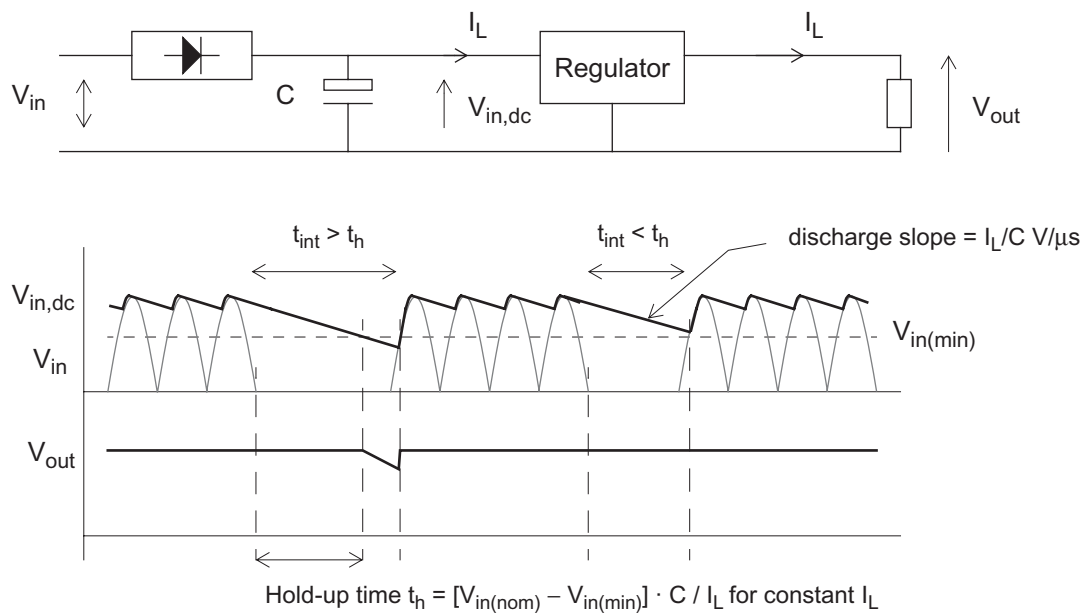 I_L
I_L
Regulator
V_in
C
V_in,dc
V_out
t_int > t_h
t_int < t_h
discharge slope = I_L/C V/μs
V_in,dc
V_in(min)
V_in
V_out
Hold-up time t_h = [V_in(nom) – V_in(min)] · C / I_L for constant I_L